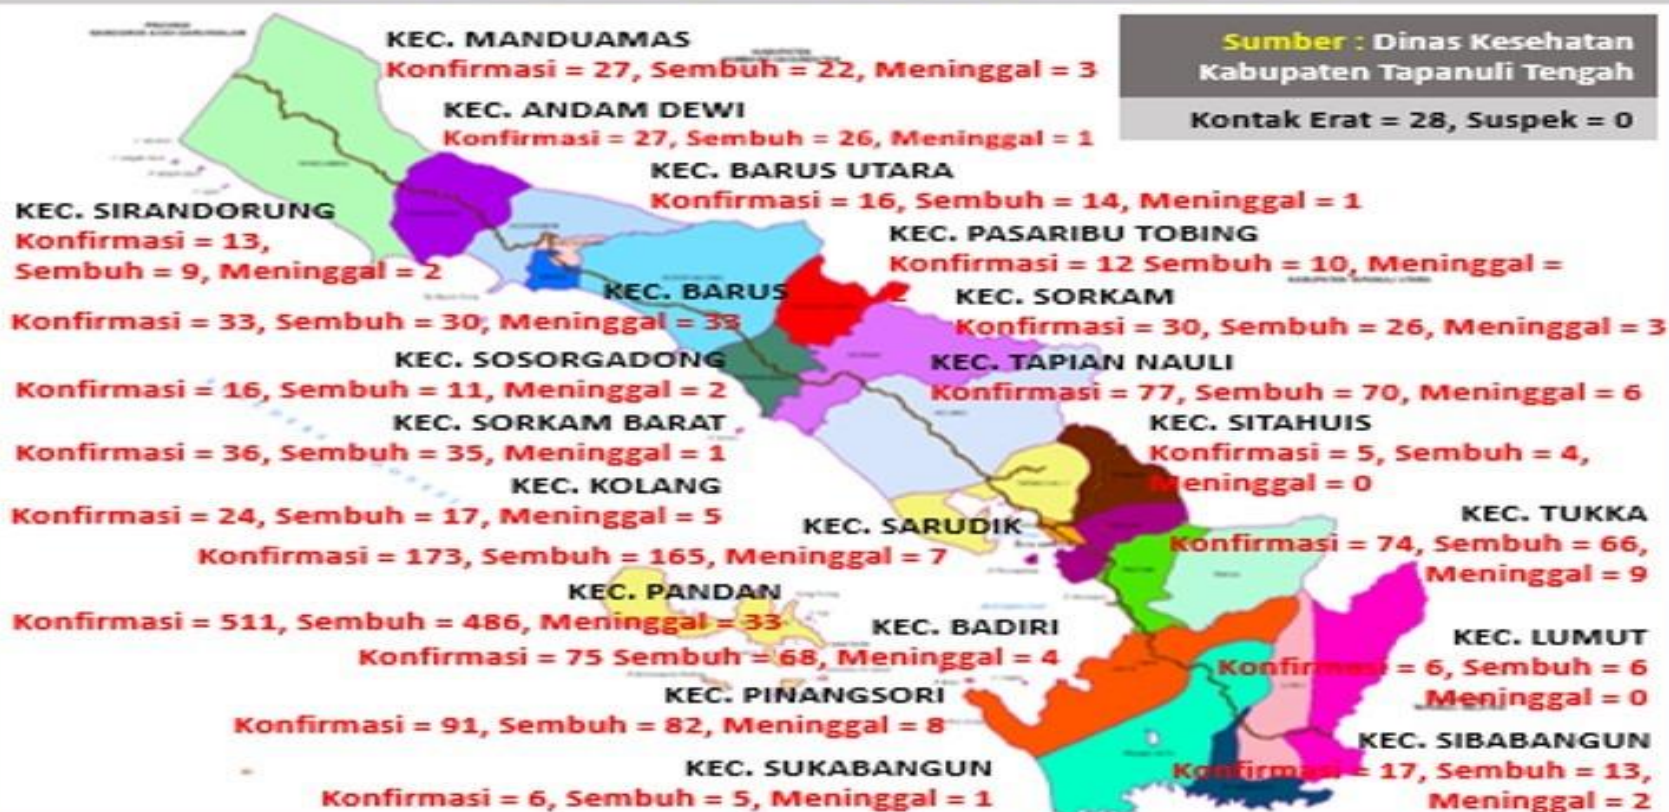 KEC. MANDUAMAS
Konfirmasi = 27, Sembuh = 22, Meninggal = 3
Sumber : Dinas Kesehatan
Kabupaten Tapanuli Tengah
Kontak Erat = 28, Suspek = 0
KEC. ANDAM DEWI
Konfirmasi = 27, Sembuh = 26, Meninggal = 1
KEC. BARUS UTARA
Konfirmasi = 16, Sembuh = 14, Meninggal = 1
KEC. SIRANDORUNG
Konfirmasi = 13,
Sembuh = 9, Meninggal = 2
KEC. PASARIBU TOBING
Konfirmasi = 12 Sembuh = 10, Meninggal =
2
KEC. BARUS
Konfirmasi = 33, Sembuh = 30, Meninggal = 33
KEC. SORKAM
Konfirmasi = 30, Sembuh = 26, Meninggal = 3
KEC. SOSORGADONG
Konfirmasi = 16, Sembuh = 11, Meninggal = 2
KEC. TAPIAN NAULI
Konfirmasi = 77, Sembuh = 70, Meninggal = 6
KEC. SORKAM BARAT
Konfirmasi = 36, Sembuh = 35, Meninggal = 1
KEC. SITAHUIS
Konfirmasi = 5, Sembuh = 4,
Meninggal = 0
KEC. KOLANG
Konfirmasi = 24, Sembuh = 17, Meninggal = 5
KEC. SARUDIK
Konfirmasi = 173, Sembuh = 165, Meninggal = 7
KEC. TUKKA
Konfirmasi = 74, Sembuh = 66,
Meninggal = 9
KEC. PANDAN
Konfirmasi = 511, Sembuh = 486, Meninggal = 33
KEC. BADIRI
Konfirmasi = 75 Sembuh = 68, Meninggal = 4
KEC. LUMUT
Konfirmasi = 6, Sembuh = 6
Meninggal = 0
KEC. PINANGSORI
Konfirmasi = 91, Sembuh = 82, Meninggal = 8
KEC. SIBABANGUN
Konfirmasi = 17, Sembuh = 13,
Meninggal = 2
KEC. SUKABANGUN
Konfirmasi = 6, Sembuh = 5, Meninggal = 1